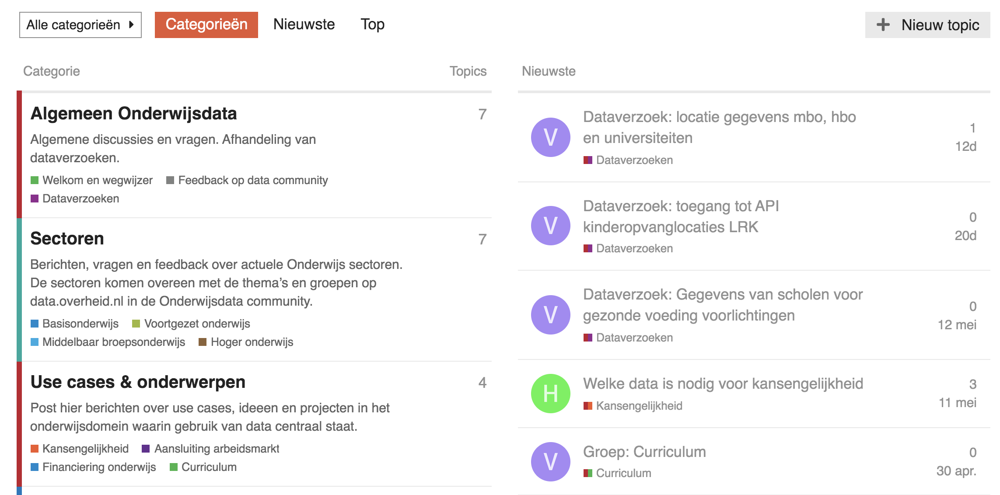 Alle categorieën
Categorieën
Nieuwste
Top
Nieuw topic
Categorie
Topics
Algemeen Onderwijsdata
7
Algemene discussies en vragen. Afhandeling van
dataverzoeken.
Welkom en wegwijzer
Feedback op data community
Dataverzoeken
Sectoren
7
Berichten, vragen en feedback over actuele Onderwijs sectoren.
De sectoren komen overeen met de thema’s en groepen op
data.overheid.nl in de Onderwijsdata community.
Basisonderwijs
Voortgezet onderwijs
Middelbaar broepsonderwijs
Hoger onderwijs
Use cases & onderwerpen
4
Post hier berichten over use cases, ideeen en projecten in het
onderwijsdomein waarin gebruik van data centraal staat.
Kansengelijkheid
Aansluiting arbeidsmarkt
Financiering onderwijs
Curriculum
Nieuwste
V
Dataverzoek: locatie gegevens mbo, hbo
en universiteiten
Dataverzoeken
1
12d
V
Dataverzoek: toegang tot API
kinderopvanglocaties LRK
Dataverzoeken
0
20d
V
Dataverzoek: Gegevens van scholen voor
gezonde voeding voorlichtingen
Dataverzoeken
0
12 mei
H
Welke data is nodig voor kansengelijkheid
Kansengelijkheid
3
11 mei
V
Groep: Curriculum
Curriculum
0
30 apr.